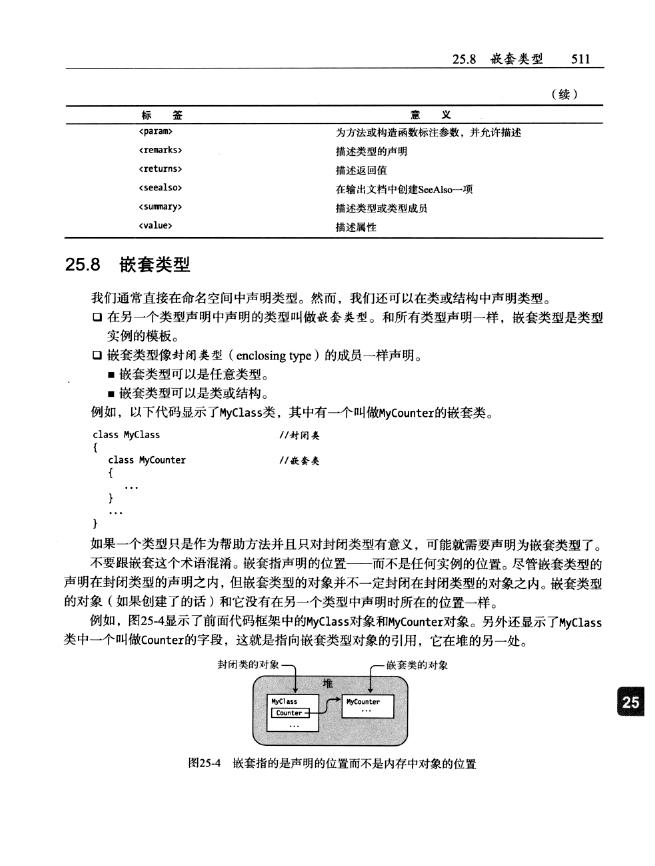 25.8 嵌套类型 511
（续）
标 签 意 义
<param> 为方法或构造函数标注参数，并允许描述
<remarks> 描述类型的声明
<returns> 描述返回值
<seealso> 在输出文档中创建SeeAlso一项
<summary> 描述类型或类型成员
<value> 描述属性
25.8 嵌套类型
我们通常直接在命名空间中声明类型。然而，我们还可以在类或结构中声明类型。
❑ 在另一个类型声明中声明的类型叫做嵌套类型。和所有类型声明一样，嵌套类型是类型
实例的模板。
❑ 嵌套类型像封闭类型（enclosing type）的成员一样声明。
■ 嵌套类型可以是任意类型。
■ 嵌套类型可以是类或结构。
例如，以下代码显示了MyClass类，其中有一个叫做MyCounter的嵌套类。
class MyClass //封闭类
{
class MyCounter //嵌套类
{
...
}
...
}
如果一个类型只是作为帮助方法并且只对封闭类型有意义，可能就需要声明为嵌套类型了。
不要跟嵌套这个术语混淆。嵌套指声明的位置——而不是任何实例的位置。尽管嵌套类型的
声明在封闭类型的声明之内，但嵌套类型的对象并不一定封闭在封闭类型的对象之内。嵌套类型
的对象（如果创建了的话）和它没有在另一个类型中声明时所在的位置一样。
例如，图25-4显示了前面代码框架中的MyClass对象和MyCounter对象。另外还显示了MyClass
类中一个叫做Counter的字段，这就是指向嵌套类型对象的引用，它在堆的另一处。
封闭类的对象 嵌套类的对象
堆
MyClass MyCounter
Counter ...
...
25
图25-4 嵌套指的是声明的位置而不是内存中对象的位置